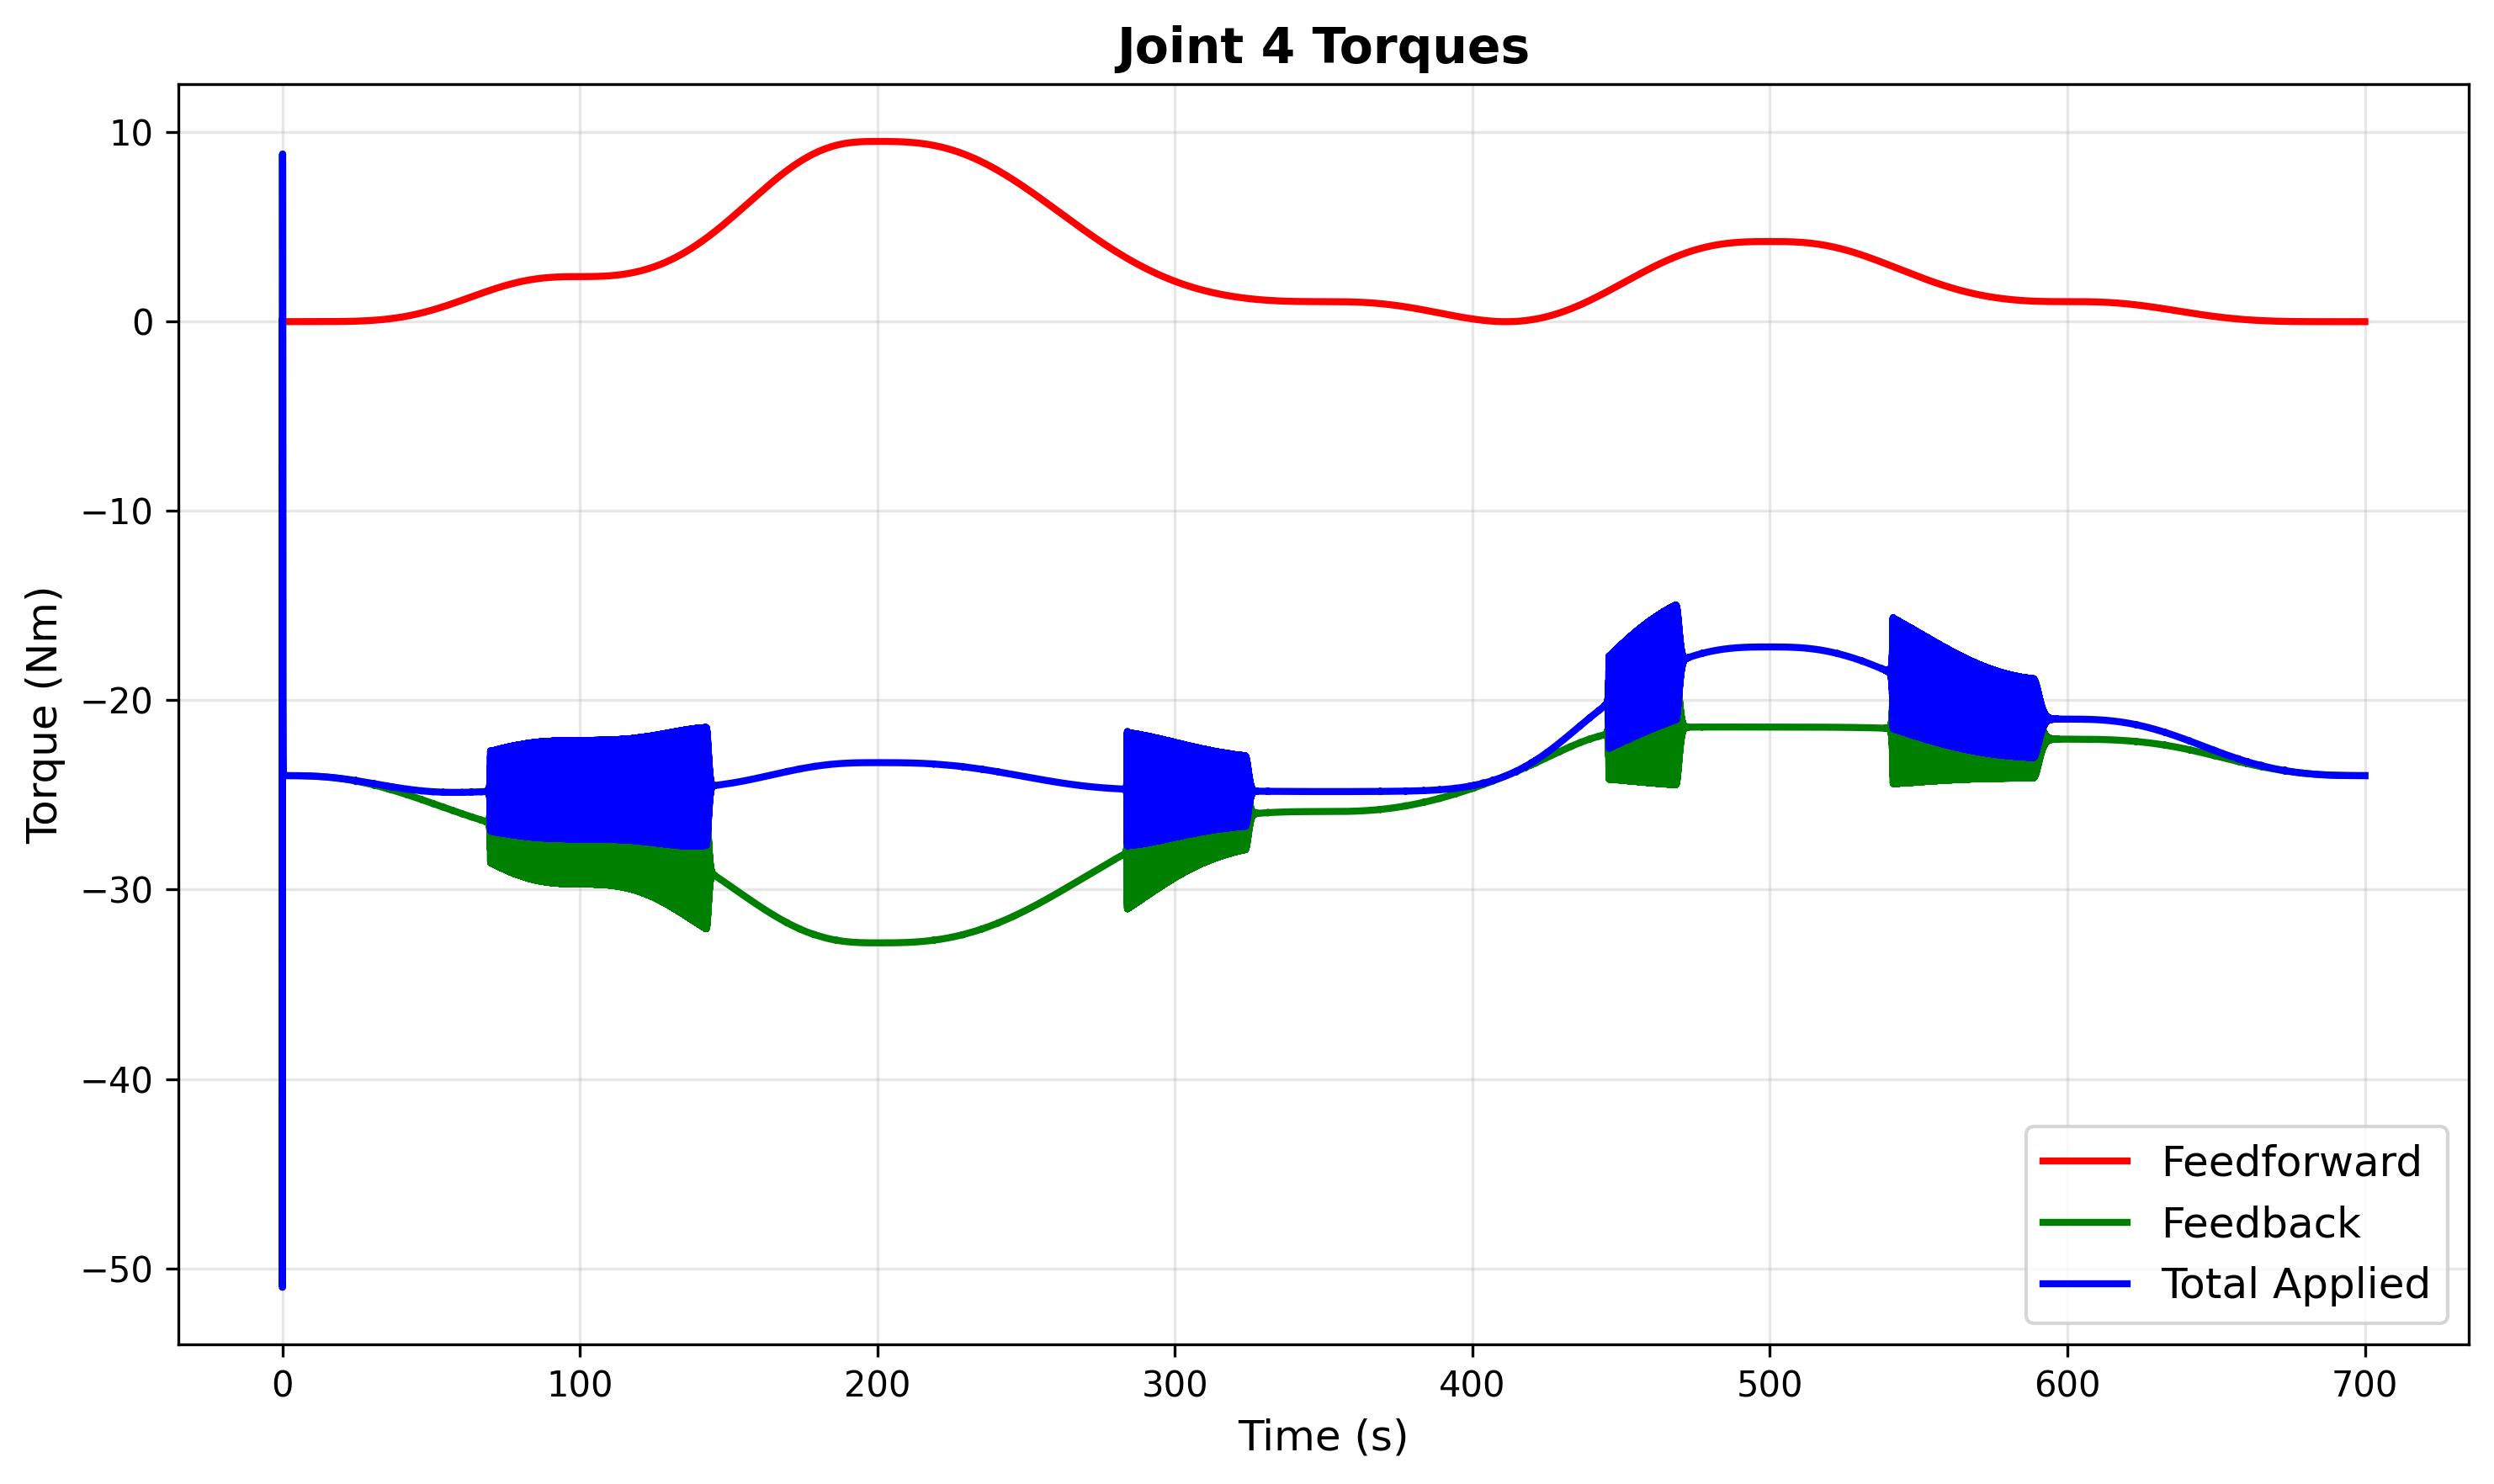 Joint 4 Torques
Torque (Nm)
10
0
−10
−20
−30
−40
−50
0 100 200 300 400 500 600 700
Time (s)
Feedforward
Feedback
Total Applied